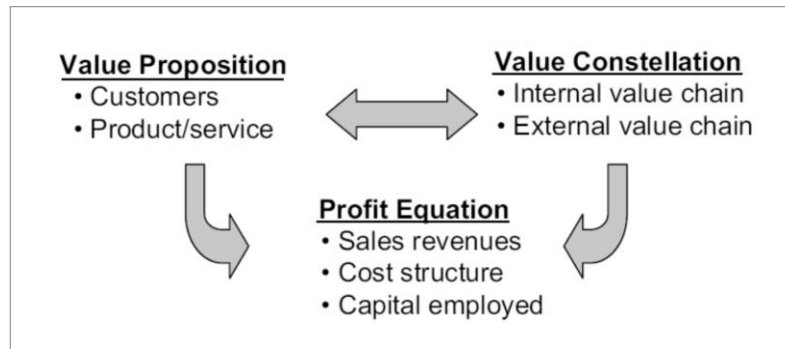 Value Proposition
• Customers
• Product/service
Value Constellation
• Internal value chain
• External value chain
Profit Equation
• Sales revenues
• Cost structure
• Capital employed